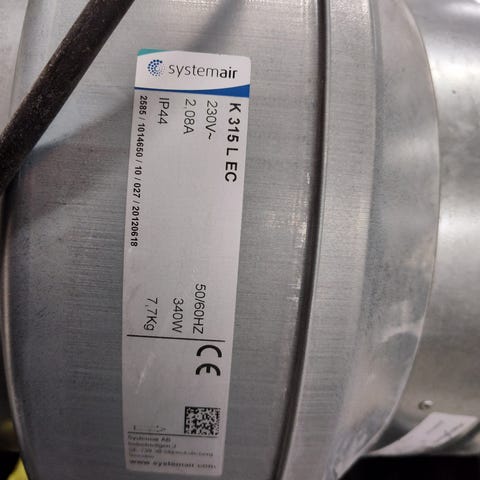 systemair
K 315 L EC
230V~ 50/60HZ
2,08A 340W
IP44 7,7Kg
2585 / 1014650 / 10 / 027 / 20120618
CE
Systemair AB
www.systemair.com